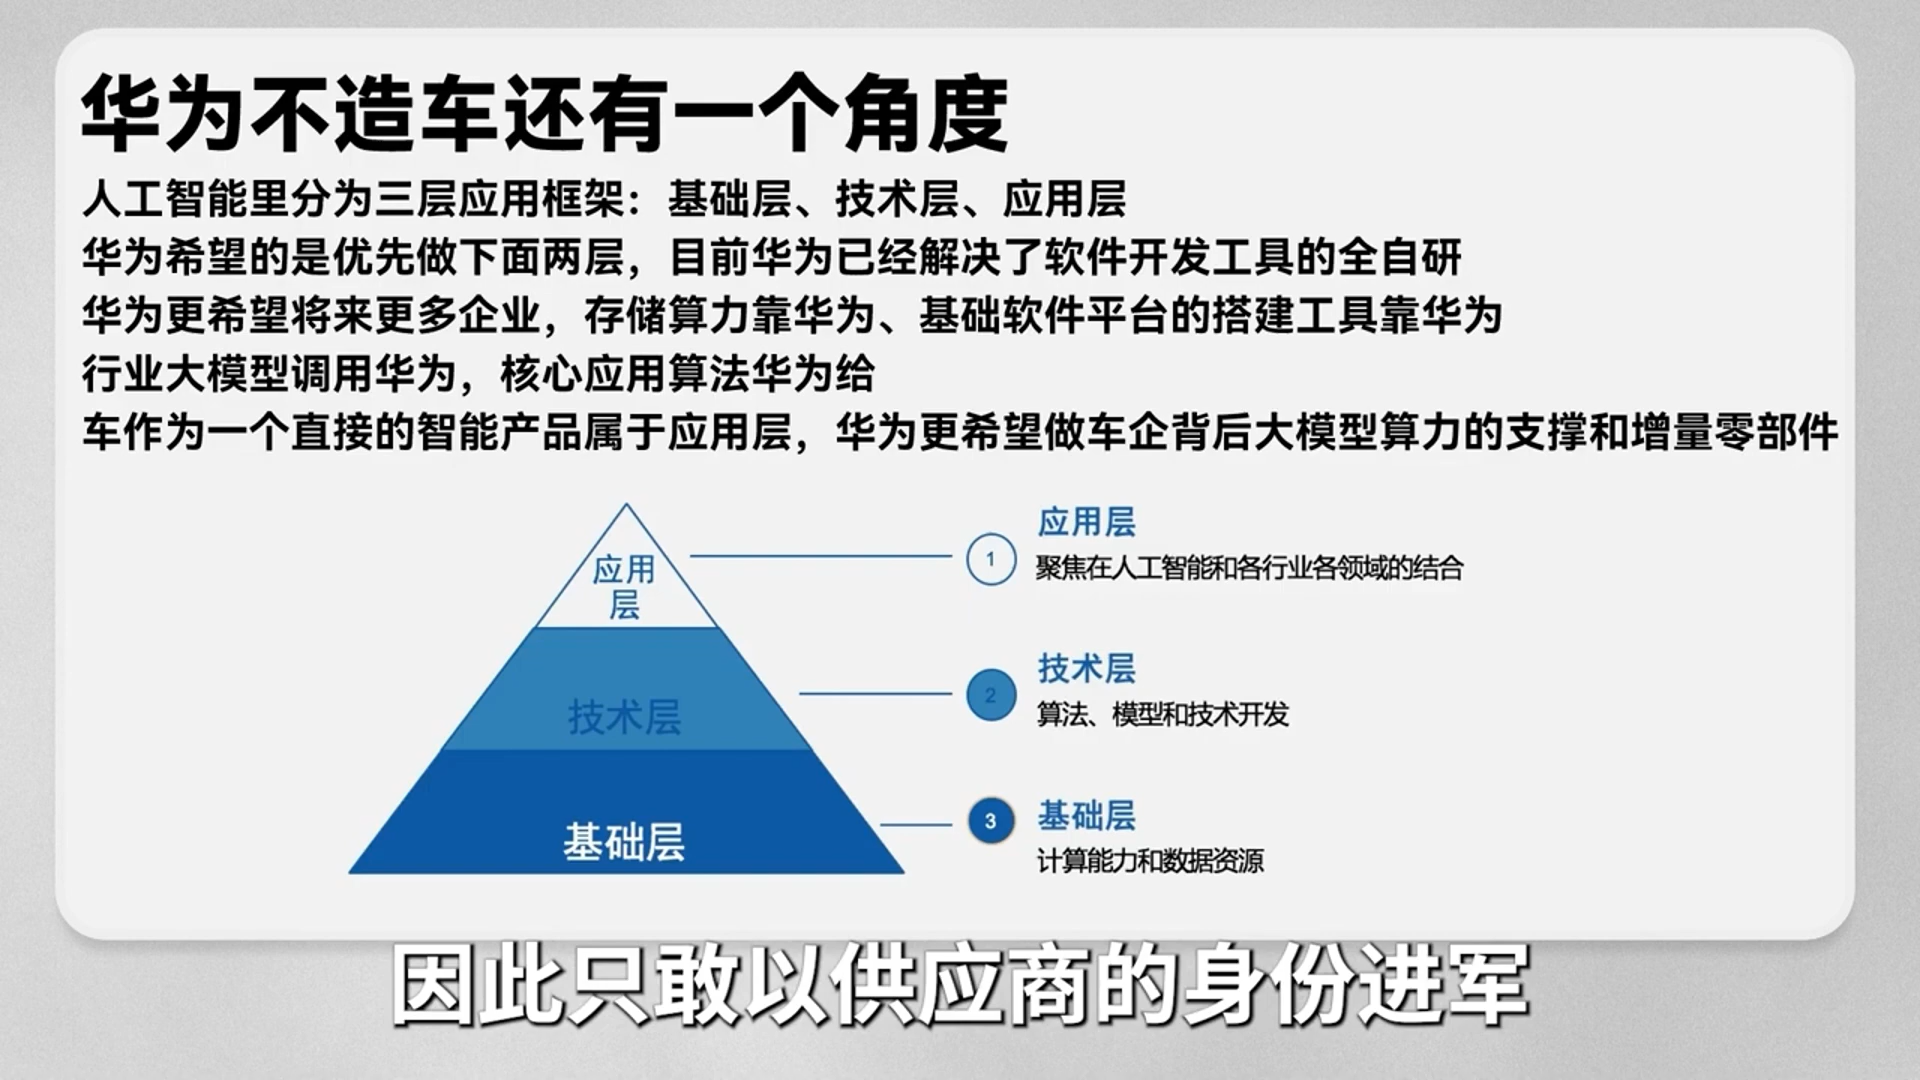 华为不造车还有一个角度
人工智能里分为三层应用框架：基础层、技术层、应用层
华为希望的是优先做下面两层，目前华为已经解决了软件开发工具的全自研
华为更希望将来更多企业，存储算力靠华为、基础软件平台的搭建工具靠华为
行业大模型调用华为，核心应用算法华为给
车作为一个直接的智能产品属于应用层，华为更希望做车企背后大模型算力的支撑和增量零部件
应用
层
1
应用层
聚焦在人工智能和各行业各领域的结合
技术层
2
技术层
算法、模型和技术开发
基础层
3
基础层
计算能力和数据资源
因此只敢以供应商的身份进军